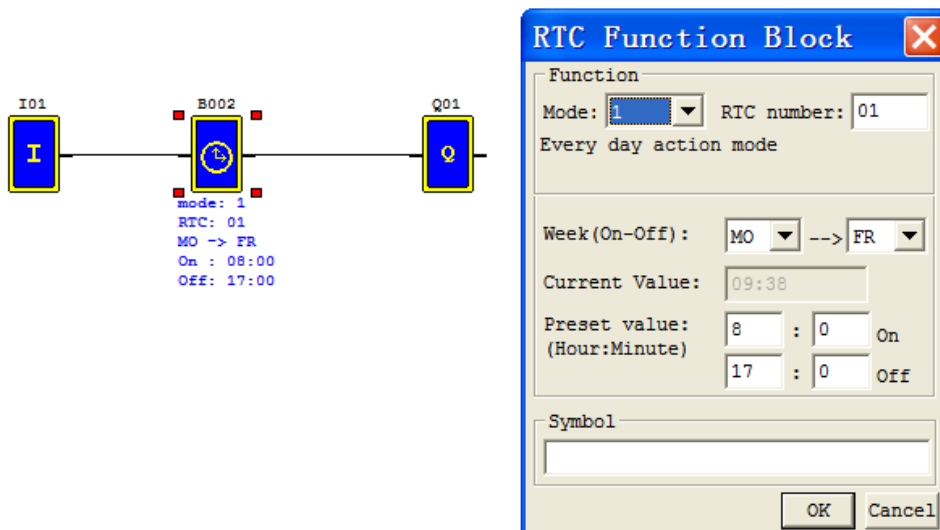 I01
B002
Q01
I
Q
mode: 1
RTC: 01
MO -> FR
On : 08:00
Off: 17:00
RTC Function Block
Function
Mode: 1 RTC number: 01
Every day action mode
Week(On-Off): MO --> FR
Current Value: 09:38
Preset value: 8 : 0 On
(Hour:Minute)
17 : 0 Off
Symbol
OK Cancel